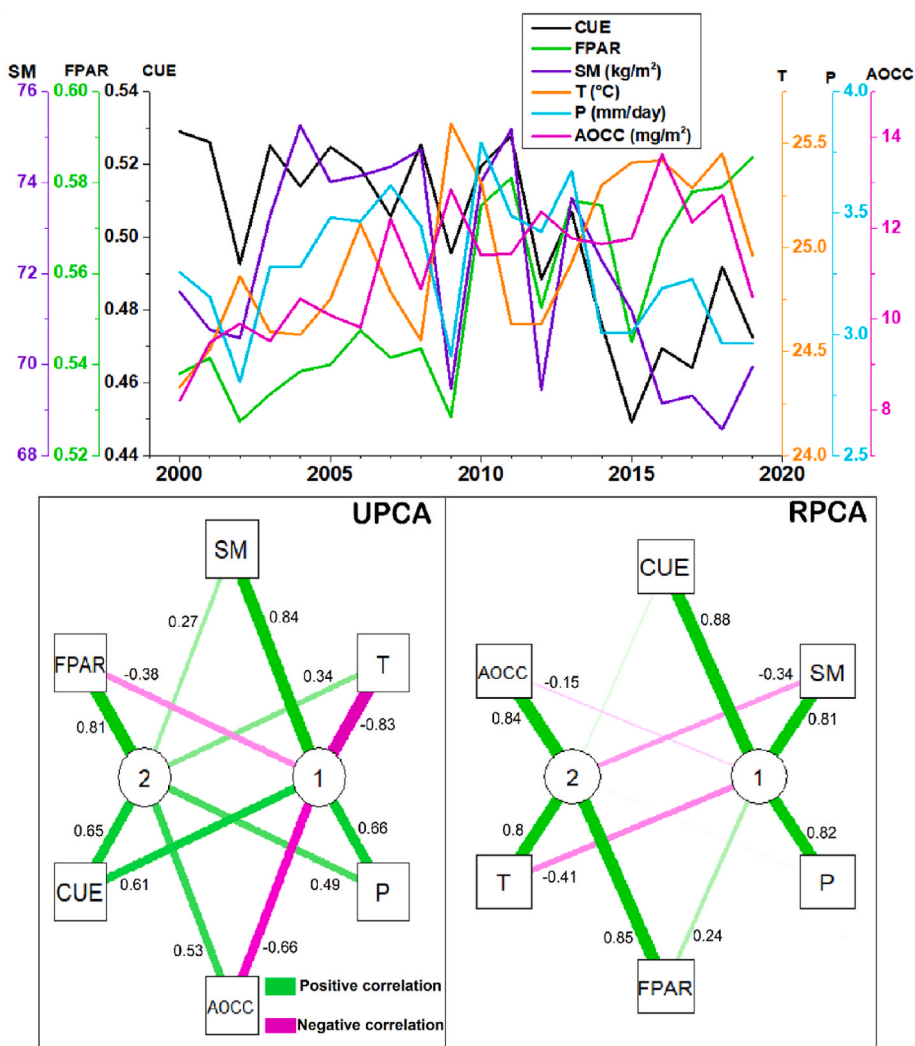 CUE
FPAR
SM (kg/m²)
T (°C)
P (mm/day)
AOCC (mg/m²)
SM FPAR CUE T P AOCC
76 0.60 0.54 4.0
14
25.5
0.52
74 0.58
3.5
12
0.50
25.0
72 0.56
0.48
10
3.0
24.5
70 0.54
0.46
8
68 0.52 0.44 24.0 2.5
2000 2005 2010 2015 2020
UPCA
SM
0.27 0.84
FPAR T
-0.38 0.34
0.81 -0.83
2 1
0.65 0.66
CUE 0.61 0.49 P
0.53 -0.66
AOCC
Positive correlation
Negative correlation
RPCA
CUE
0.88
AOCC SM
-0.15 -0.34
0.84 0.81
2 1
0.8 0.82
T -0.41 P
0.85 0.24
FPAR